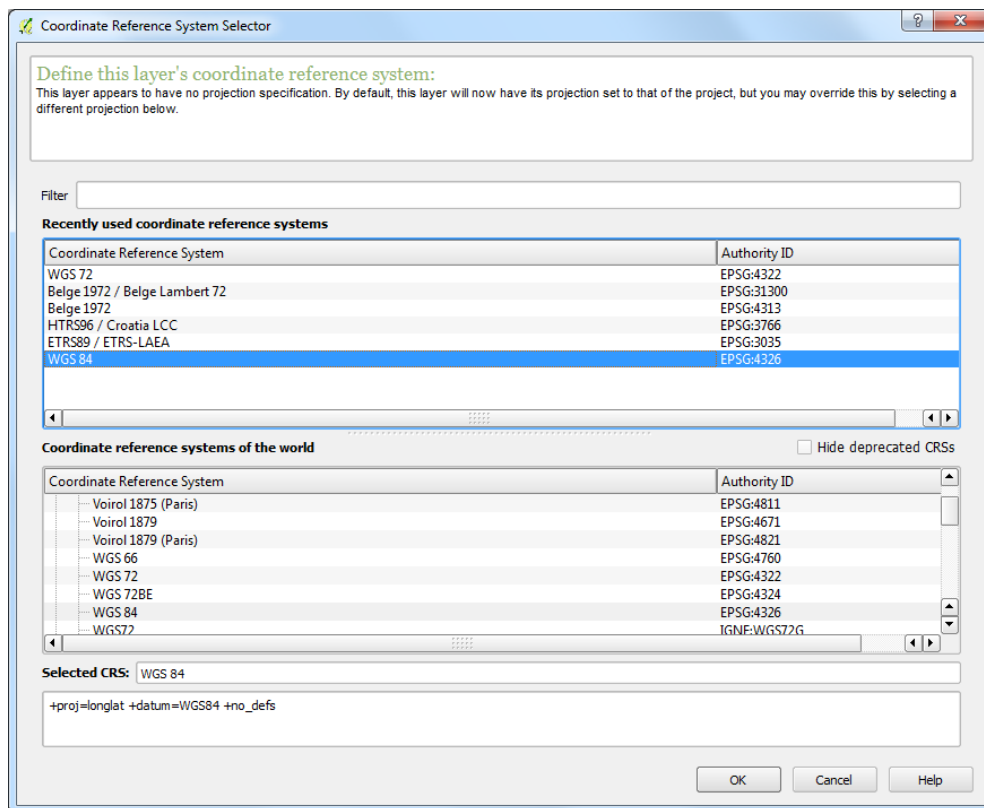 Coordinate Reference System Selector
Define this layer's coordinate reference system:
This layer appears to have no projection specification. By default, this layer will now have its projection set to that of the project, but you may override this by selecting a
different projection below.
Filter
Recently used coordinate reference systems
Coordinate Reference System Authority ID
WGS 72 EPSG:4322
Belge 1972 / Belge Lambert 72 EPSG:31300
Belge 1972 EPSG:4313
HTRS96 / Croatia LCC EPSG:3766
ETRS89 / ETRS-LAEA EPSG:3035
WGS 84 EPSG:4326
Coordinate reference systems of the world Hide deprecated CRSs
Coordinate Reference System Authority ID
Voirol 1875 (Paris) EPSG:4811
Voirol 1879 EPSG:4671
Voirol 1879 (Paris) EPSG:4821
WGS 66 EPSG:4760
WGS 72 EPSG:4322
WGS 72BE EPSG:4324
WGS 84 EPSG:4326
WGS72 IGNF:WGS72G
Selected CRS: WGS 84
+proj=longlat +datum=WGS84 +no_defs
OK Cancel Help